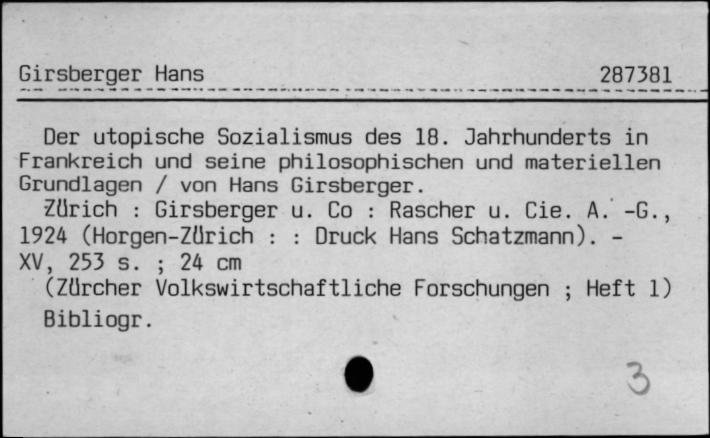 Girsberger Hans 287381
Der utopische Sozialismus des 18. Jahrhunderts in
Frankreich und seine philosophischen und materiellen
Grundlagen / von Hans Girsberger.
Zürich : Girsberger u. Co : Rascher u. Cie. A. -G.,
1924 (Horgen-Zürich : : Druck Hans Schatzmann). -
XV, 253 s. ; 24 cm
(Zürcher Volkswirtschaftliche Forschungen ; Heft 1)
Bibliogr.
3